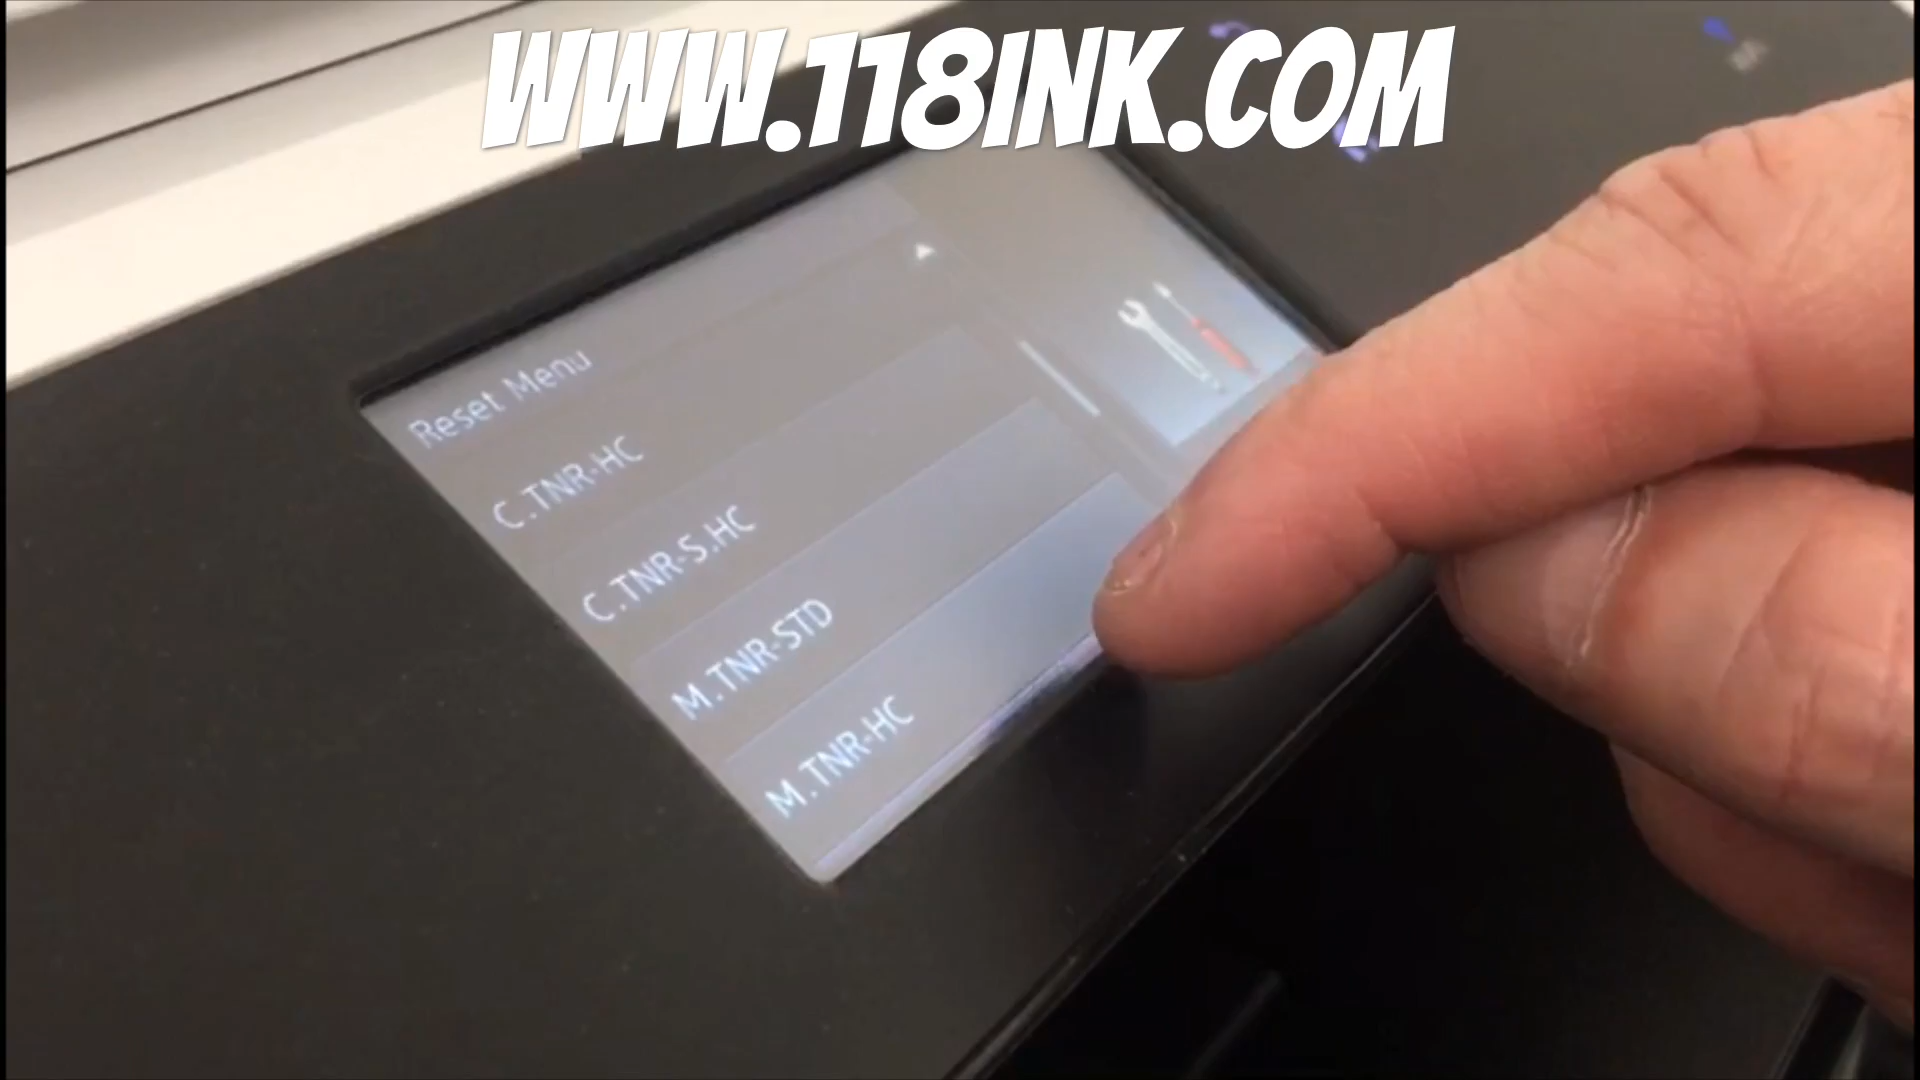 WWW.118INK.COM
Reset Menu
C.TNR-HC
C.TNR-S.HC
M.TNR-STD
M.TNR-HC